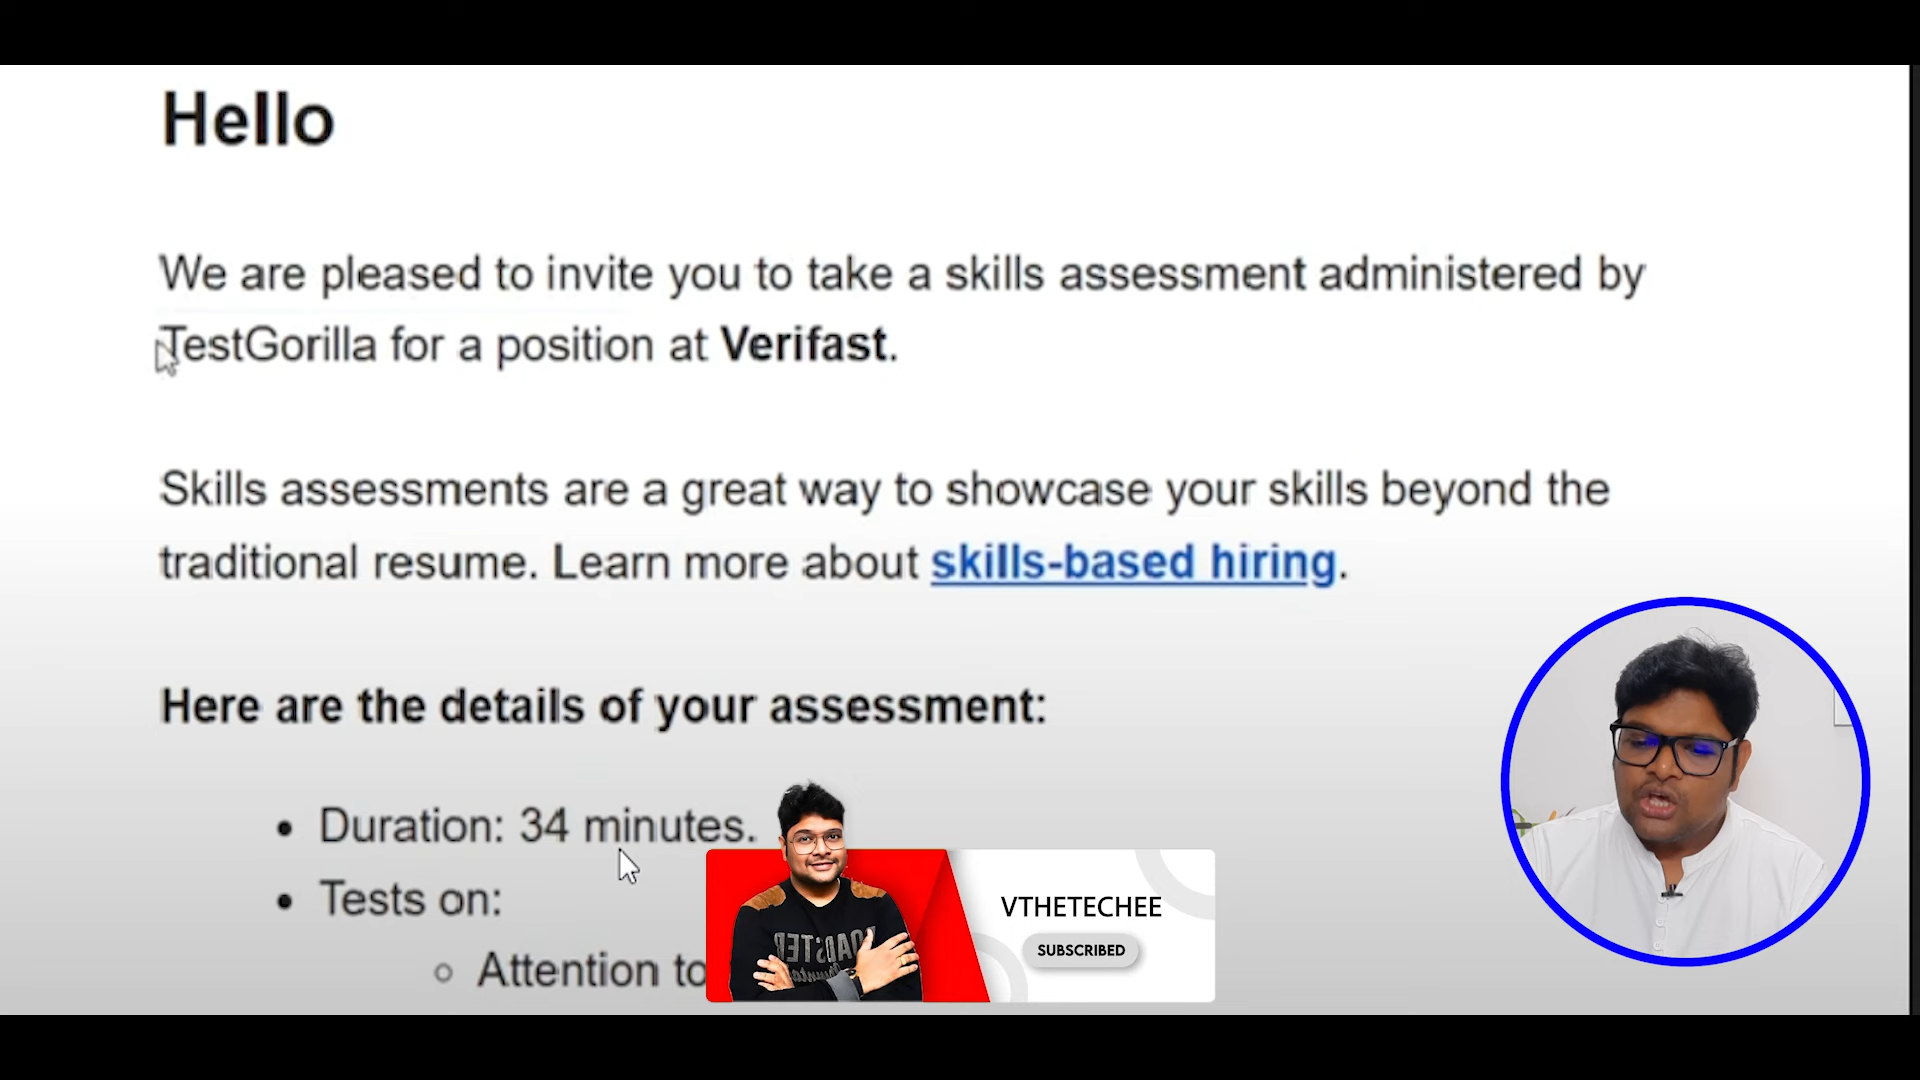 Hello
We are pleased to invite you to take a skills assessment administered by
TestGorilla for a position at Verifast.
Skills assessments are a great way to showcase your skills beyond the
traditional resume. Learn more about skills-based hiring.
Here are the details of your assessment:
Duration: 34 minutes.
Tests on:
Attention to
VTHETECHEE
SUBSCRIBED